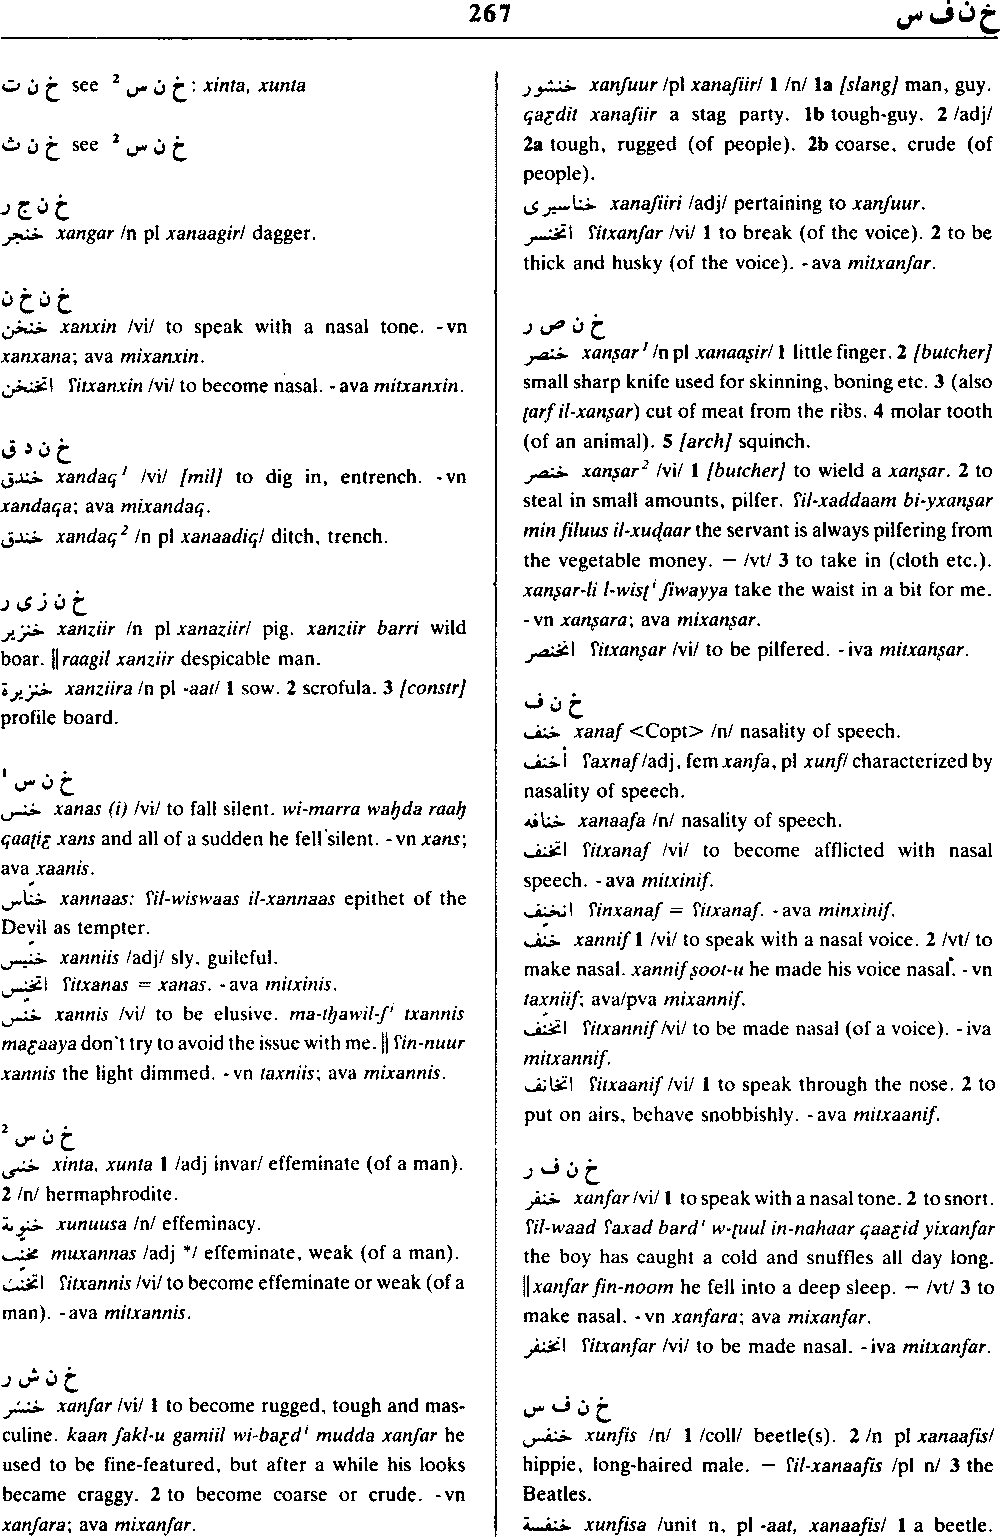 267
خ ن ف س
خ ن ت see ² خ ن س : xinta, xunta
خ ن ث see ² خ ن س
خ ن ج ر
خنجر xangar /n pl xanaagir/ dagger.
خ ن خ ن
خنخن xanxin /vi/ to speak with a nasal tone. -vn
xanxana; ava mixanxin.
اتخنخن ʕitxanxin /vi/ to become nasal. -ava mitxanxin.
خ ن د ق
خندق xandaq¹ /vi/ [mil] to dig in, entrench. -vn
xandaqa; ava mixandaq.
خندق xandaq² /n pl xanaadiq/ ditch, trench.
خ ن ز ي ر
خنزير xanziir /n pl xanaziir/ pig. xanziir barri wild
boar. ‖ raagil xanziir despicable man.
خنزيرة xanziira /n pl -aat/ 1 sow. 2 scrofula. 3 [constr]
profile board.
خ ن س ¹
خنس xanas (i) /vi/ to fall silent. wi-marra waḥda raaḥ
qaaṭiع xans and all of a sudden he fell silent. -vn xans;
ava xaanis.
خنّاس xannaas: ʕil-wiswaas il-xannaas epithet of the
Devil as tempter.
خنّيس xanniis /adj/ sly, guileful.
اتخنس ʕitxanas = xanas. -ava mitxinis.
خنّس xannis /vi/ to be elusive. ma-tḥawil-ʃⁱ txannis
maعaaya don't try to avoid the issue with me. ‖ ʕin-nuur
xannis the light dimmed. -vn taxniis; ava mixannis.
خ ن س ²
خنثى xinta, xunta 1 /adj invar/ effeminate (of a man).
2 /n/ hermaphrodite.
خنوثة xunuusa /n/ effeminacy.
مخنّث muxannas /adj */ effeminate, weak (of a man).
اتخنّث ʕitxannis /vi/ to become effeminate or weak (of a
man). -ava mitxannis.
خ ن ش ر
خنشر xanʃar /vi/ 1 to become rugged, tough and mas-
culine. kaan ʃakl-u gamiil wi-baعdⁱ mudda xanʃar he
used to be fine-featured, but after a while his looks
became craggy. 2 to become coarse or crude. -vn
xanʃara; ava mixanʃar.
خنشور xanʃuur /pl xanaʃiir/ 1 /n/ 1a [slang] man, guy.
qaعdit xanaʃiir a stag party. 1b tough-guy. 2 /adj/
2a tough, rugged (of people). 2b coarse, crude (of
people).
خناشيرى xanaʃiiri /adj/ pertaining to xanʃuur.
اتخنشر ʕitxanʃar /vi/ 1 to break (of the voice). 2 to be
thick and husky (of the voice). -ava mitxanʃar.
خ ن ص ر
خنصر xanṣar¹ /n pl xanaaṣir/ 1 little finger. 2 [butcher]
small sharp knife used for skinning, boning etc. 3 (also
ṭarf il-xanṣar) cut of meat from the ribs. 4 molar tooth
(of an animal). 5 [arch] squinch.
خنصر xanṣar² /vi/ 1 [butcher] to wield a xanṣar. 2 to
steal in small amounts, pilfer. ʕil-xaddaam bi-yxanṣar
min filuus il-xuḍaar the servant is always pilfering from
the vegetable money. — /vt/ 3 to take in (cloth etc.).
xanṣar-li l-wisṭⁱ ʃiwayya take the waist in a bit for me.
-vn xanṣara; ava mixanṣar.
اتخنصر ʕitxanṣar /vi/ to be pilfered. -iva mitxanṣar.
خ ن ف
خنف xanaf <Copt> /n/ nasality of speech.
أخنف ʕaxnaf /adj, fem xanfa, pl xunf/ characterized by
nasality of speech.
خنافه xanaafa /n/ nasality of speech.
اتخنف ʕitxanaf /vi/ to become afflicted with nasal
speech. -ava mitxinif.
انخنف ʕinxanaf = ʕitxanaf. -ava minxinif.
خنّف xannif 1 /vi/ to speak with a nasal voice. 2 /vt/ to
make nasal. xannif ṣoot-u he made his voice nasal. -vn
taxniif; ava/pva mixannif.
اتخنّف ʕitxannif /vi/ to be made nasal (of a voice). -iva
mitxannif.
اتخانف ʕitxaanif /vi/ 1 to speak through the nose. 2 to
put on airs, behave snobbishly. -ava mitxaanif.
خ ن ف ر
خنفر xanfar /vi/ 1 to speak with a nasal tone. 2 to snort.
ʕil-waad ʕaxad bardⁱ w-ṭuul in-nahaar qaaعid yixanfar
the boy has caught a cold and snuffles all day long.
‖ xanfar fin-noom he fell into a deep sleep. — /vt/ 3 to
make nasal. -vn xanfara; ava mixanfar.
اتخنفر ʕitxanfar /vi/ to be made nasal. -iva mitxanfar.
خ ن ف س
خنفس xunfis /n/ 1 /coll/ beetle(s). 2 /n pl xanaafis/
hippie, long-haired male. — ʕil-xanaafis /pl n/ 3 the
Beatles.
خنفسة xunfisa /unit n, pl -aat, xanaafis/ 1 a beetle.